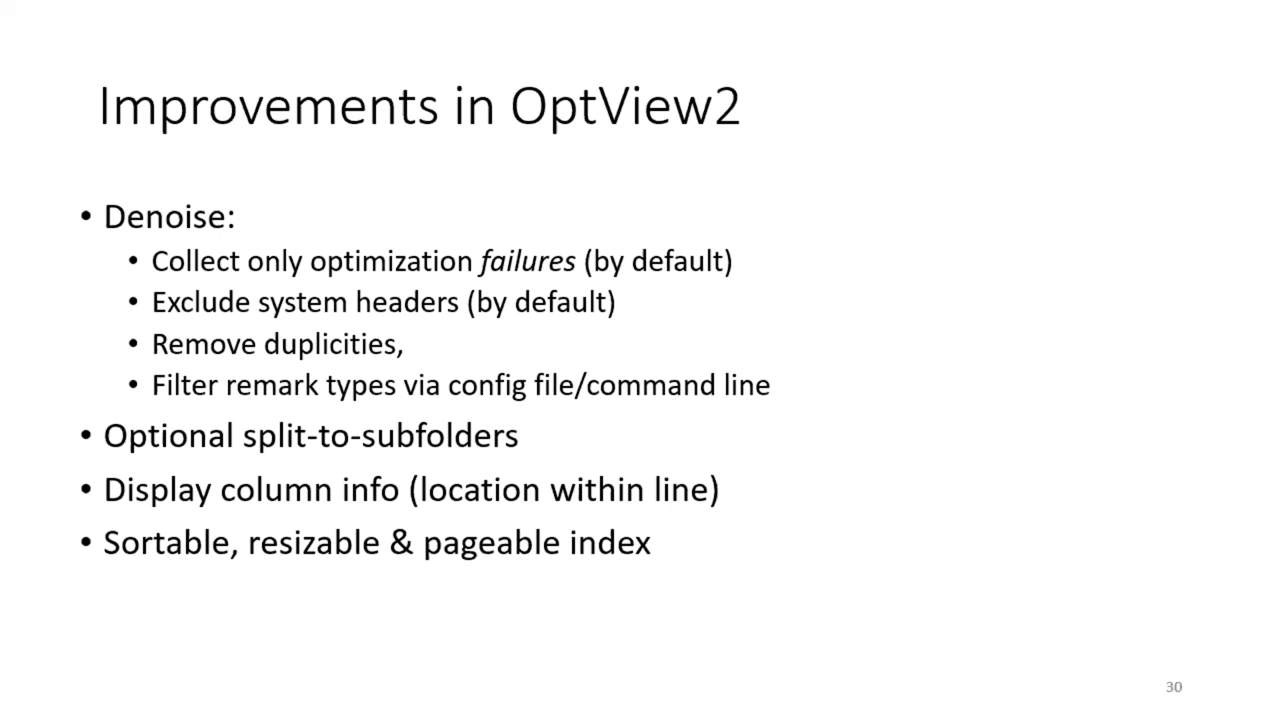 Improvements in OptView2
• Denoise:
• Collect only optimization failures (by default)
• Exclude system headers (by default)
• Remove duplicities,
• Filter remark types via config file/command line
• Optional split-to-subfolders
• Display column info (location within line)
• Sortable, resizable & pageable index
30